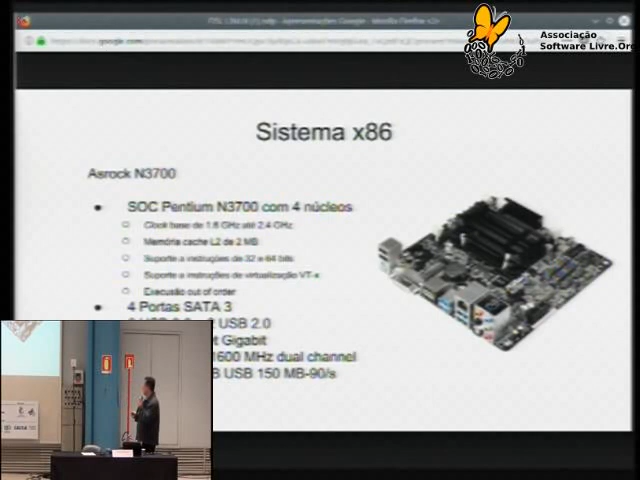 Associação
Software Livre.Org
Sistema x86
Asrock N3700
SOC Pentium N3700 com 4 núcleos
Clock base de 1.6 GHz até 2.4 GHz
Memória cache L2 de 2 MB
Suporte a instruções de 32 e 64 bits
Suporte a instruções de virtualização VT-x
Execusão out of order
4 Portas SATA 3
USB 2.0
Gigabit
1600 MHz dual channel
USB 150 MB-90/s